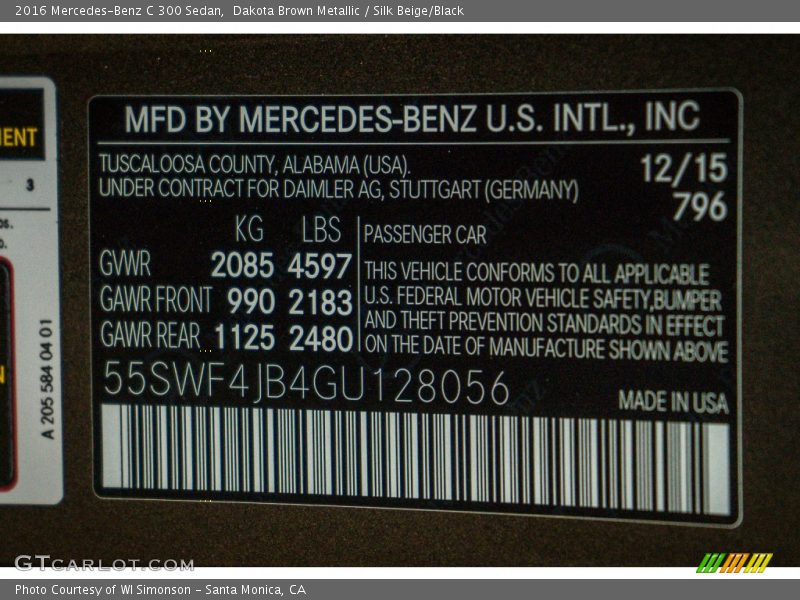 2016 Mercedes-Benz C 300 Sedan,  Dakota Brown Metallic / Silk Beige/Black
MFD BY MERCEDES-BENZ U.S. INTL., INC
TUSCALOOSA COUNTY, ALABAMA (USA).
UNDER CONTRACT FOR DAIMLER AG, STUTTGART (GERMANY)
12/15
796
KG LBS
GVWR 2085 4597
GAWR FRONT 990 2183
GAWR REAR 1125 2480
PASSENGER CAR
THIS VEHICLE CONFORMS TO ALL APPLICABLE
U.S. FEDERAL MOTOR VEHICLE SAFETY,BUMPER
AND THEFT PREVENTION STANDARDS IN EFFECT
ON THE DATE OF MANUFACTURE SHOWN ABOVE
55SWF4JB4GU128056
MADE IN USA
3
A 205 584 04 01
GTCARLOT.COM
Photo Courtesy of WI Simonson - Santa Monica, CA